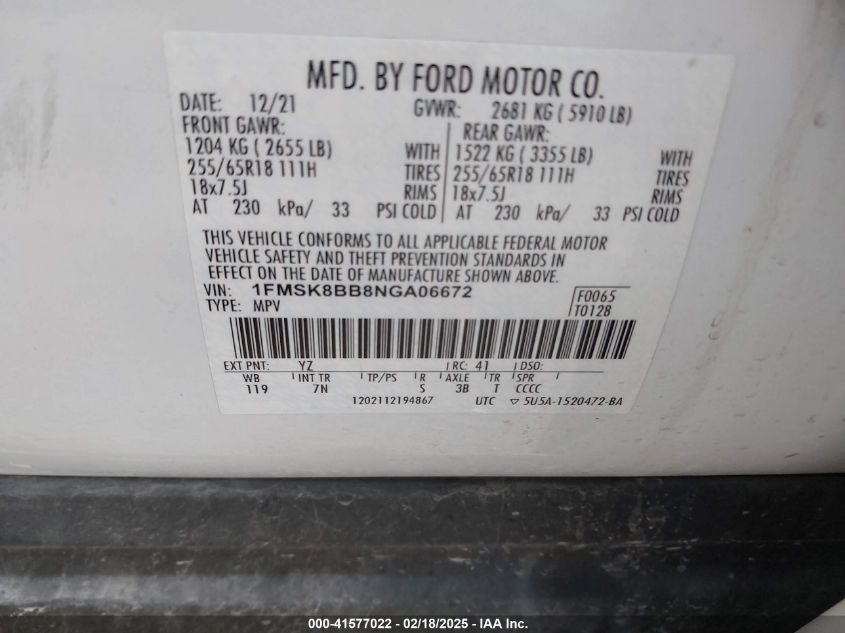 MFD. BY FORD MOTOR CO.
DATE: 12/21 GVWR: 2681 KG ( 5910 LB)
FRONT GAWR: REAR GAWR:
1204 KG ( 2655 LB) WITH 1522 KG ( 3355 LB) WITH
255/65R18 111H TIRES 255/65R18 111H TIRES
18x7.5J RIMS 18x7.5J RIMS
AT 230 kPa/ 33 PSI COLD AT 230 kPa/ 33 PSI COLD
THIS VEHICLE CONFORMS TO ALL APPLICABLE FEDERAL MOTOR
VEHICLE SAFETY AND THEFT PREVENTION STANDARDS IN
EFFECT ON THE DATE OF MANUFACTURE SHOWN ABOVE.
VIN: 1FMSK8BB8NGA06672 F0065
TYPE: MPV T0128
EXT PNT: YZ RC: 41 DSO:
WB INT TR TP/PS R AXLE TR SPR
119 7N S 3B T CCCC
1202112194867 UTC ▽ 5U5A-1520472-BA
000-41577022 - 02/18/2025 - IAA Inc.